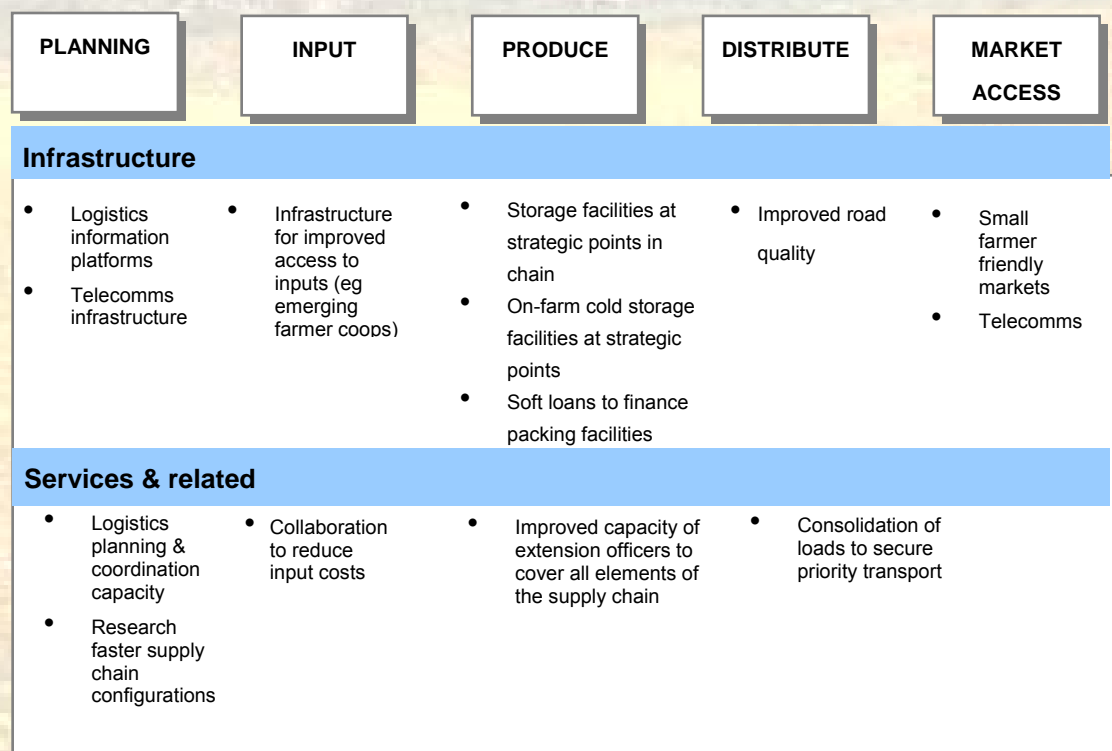 PLANNING
INPUT
PRODUCE
DISTRIBUTE
MARKET
ACCESS
Infrastructure
• Logistics
information
platforms
• Telecomms
infrastructure
• Infrastructure
for improved
access to
inputs (eg
emerging
farmer coops)
• Storage facilities at
strategic points in
chain
• On-farm cold storage
facilities at strategic
points
• Soft loans to finance
packing facilities
• Improved road
quality
• Small
farmer
friendly
markets
• Telecomms
Services & related
• Logistics
planning &
coordination
capacity
• Research
faster supply
chain
configurations
• Collaboration
to reduce
input costs
• Improved capacity of
extension officers to
cover all elements of
the supply chain
• Consolidation of
loads to secure
priority transport